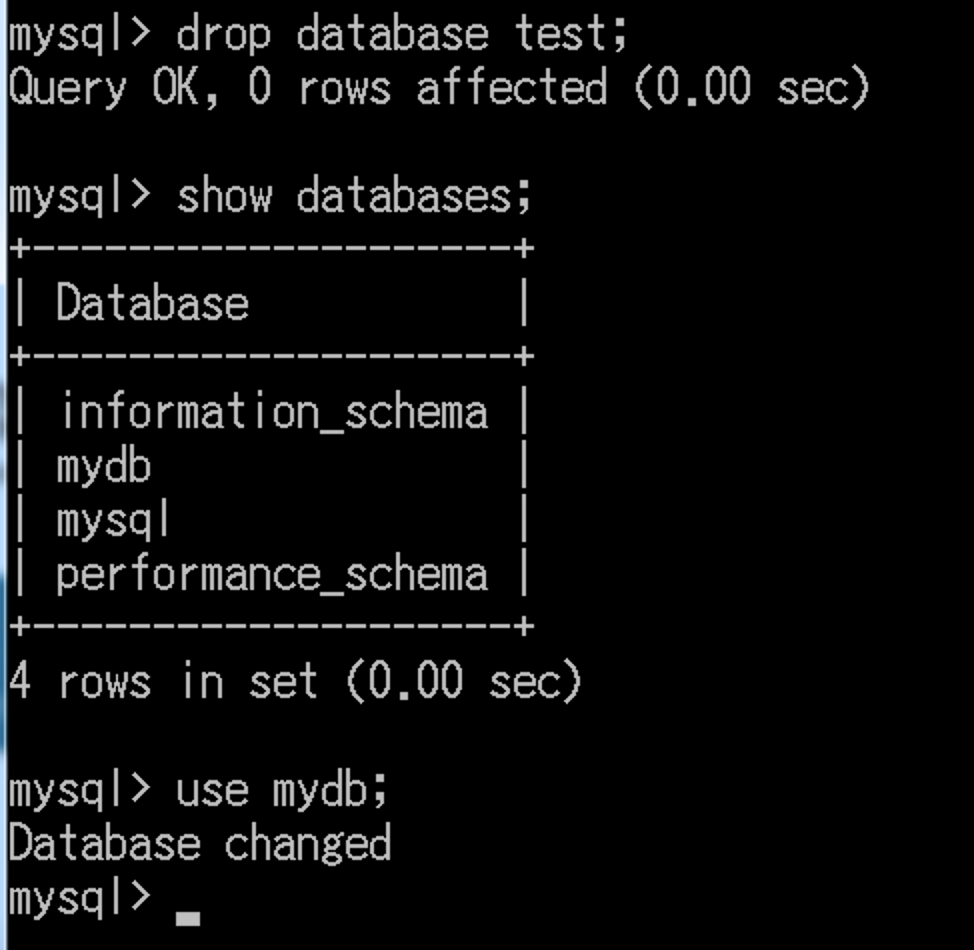 mysql> drop database test;
Query OK, 0 rows affected (0.00 sec)
mysql> show databases;
+--------------------+
| Database           |
+--------------------+
| information_schema |
| mydb               |
| mysql              |
| performance_schema |
+--------------------+
4 rows in set (0.00 sec)
mysql> use mydb;
Database changed
mysql> _